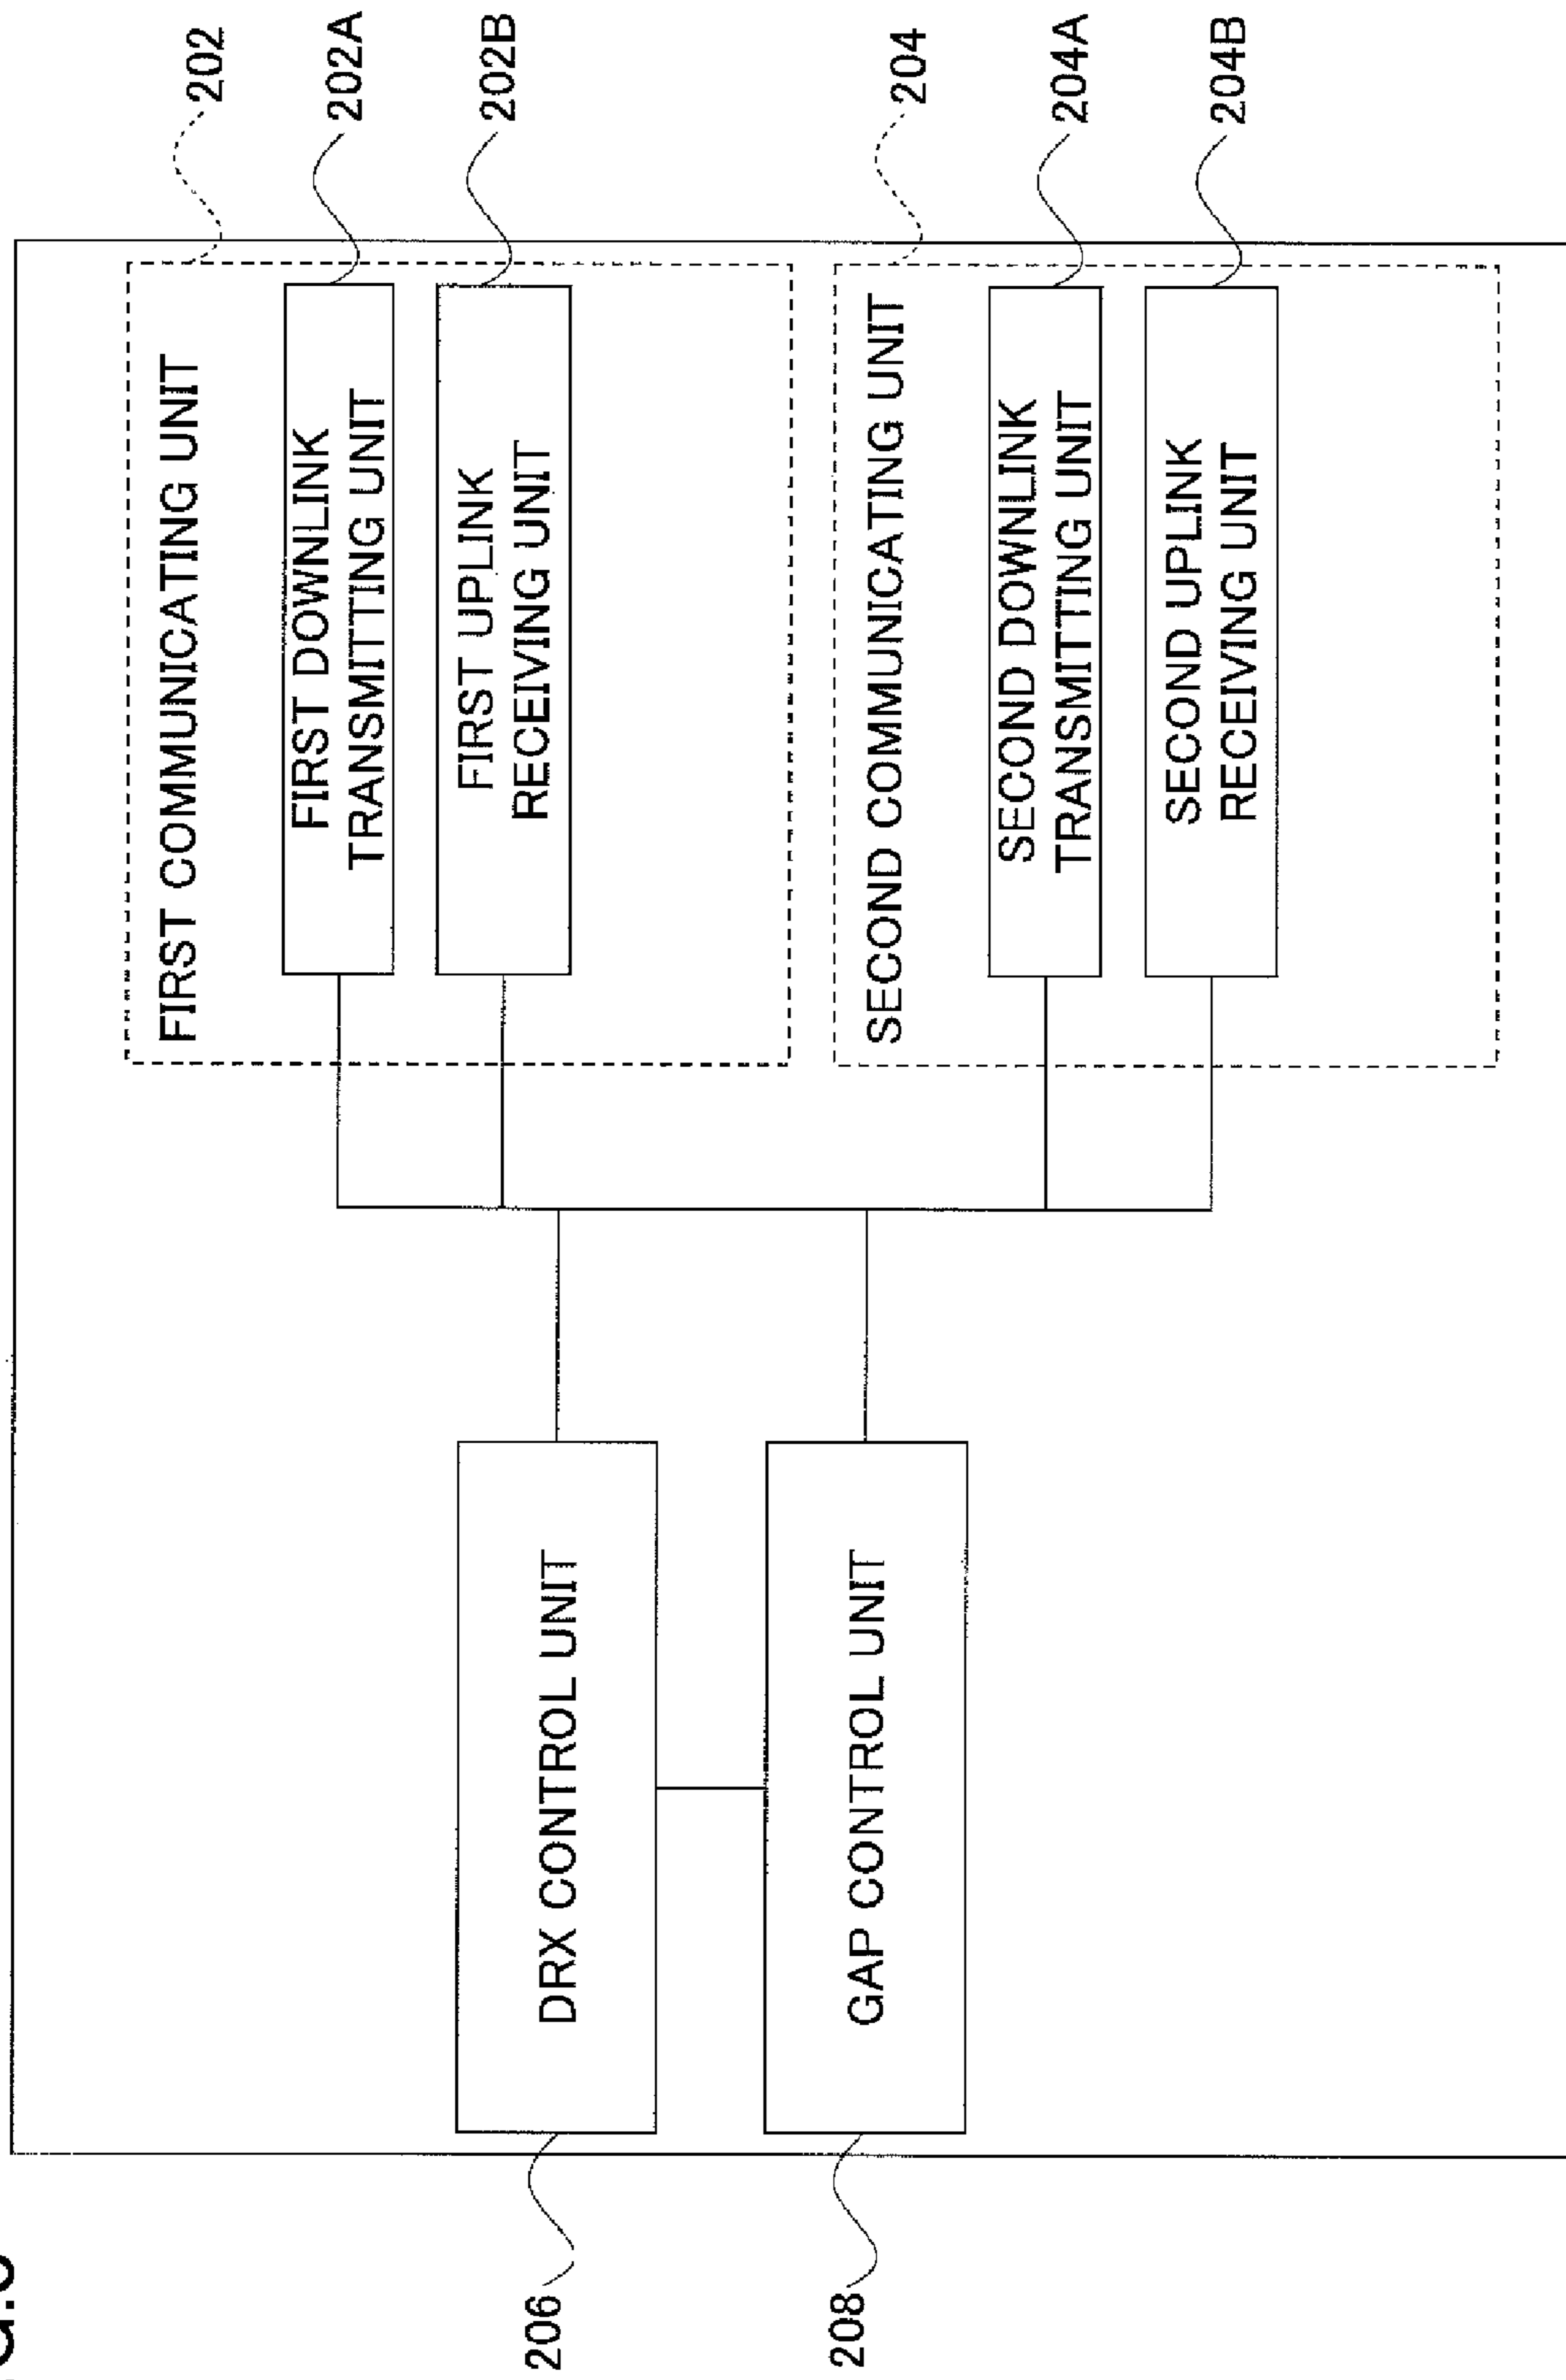 202
FIRST COMMUNICATING UNIT
FIRST DOWNLINK
TRANSMITTING UNIT
202A
FIRST UPLINK
RECEIVING UNIT
202B
204
SECOND COMMUNICATING UNIT
SECOND DOWNLINK
TRANSMITTING UNIT
204A
SECOND UPLINK
RECEIVING UNIT
204B
206
DRX CONTROL UNIT
208
GAP CONTROL UNIT